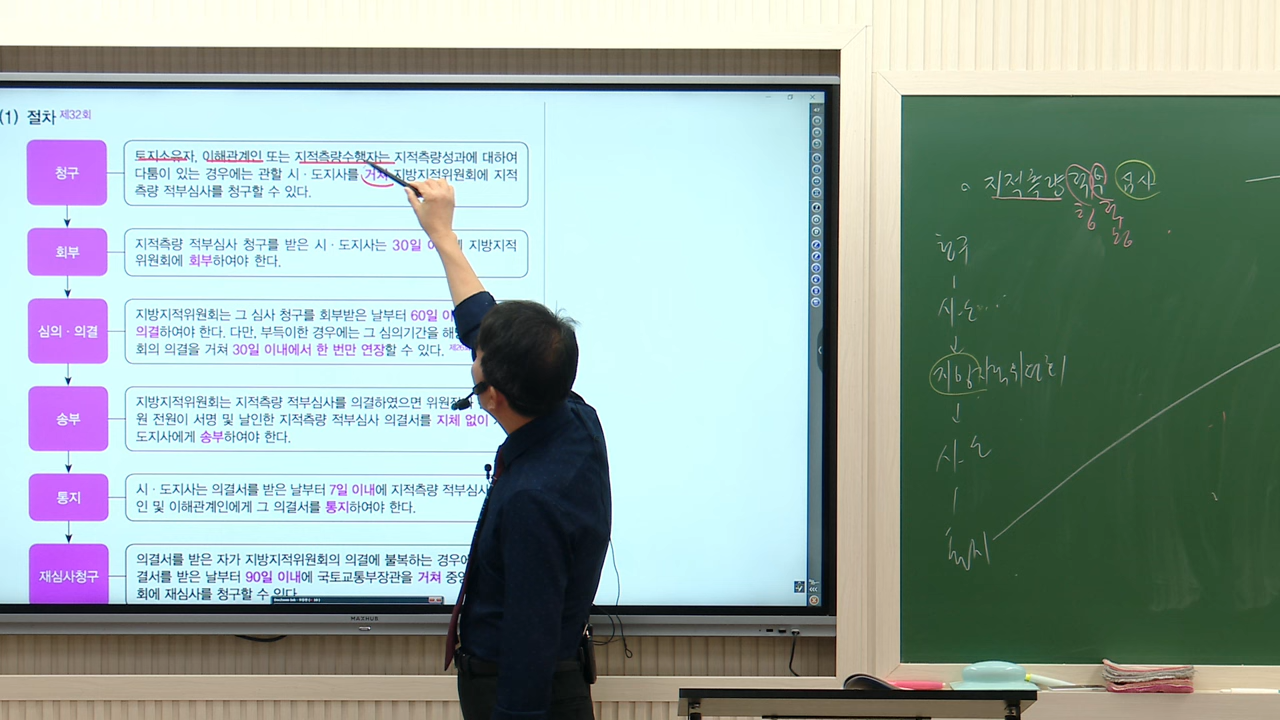 (1) 절차 제32회
청구
토지소유자, 이해관계인 또는 지적측량수행자는 지적측량성과에 대하여
다툼이 있는 경우에는 관할 시·도지사를 거쳐 지방지적위원회에 지적
측량 적부심사를 청구할 수 있다.
회부
지적측량 적부심사 청구를 받은 시·도지사는 30일 이 지방지적
위원회에 회부하여야 한다.
심의·의결
지방지적위원회는 그 심사 청구를 회부받은 날부터 60일
의결하여야 한다. 다만, 부득이한 경우에는 그 심의기간을 해당
회의 의결을 거쳐 30일 이내에서 한 번만 연장할 수 있다.
송부
지방지적위원회는 지적측량 적부심사를 의결하였으면 위원장과
원 전원이 서명 및 날인한 지적측량 적부심사 의결서를 지체 없이
도지사에게 송부하여야 한다.
통지
시·도지사는 의결서를 받은 날부터 7일 이내에 지적측량 적부심사
인 및 이해관계인에게 그 의결서를 통지하여야 한다.
재심사청구
의결서를 받은 자가 지방지적위원회의 의결에 불복하는 경우에
결서를 받은 날부터 90일 이내에 국토교통부장관을 거쳐 중앙
회에 재심사를 청구할 수 있다
MAXHUB
지적측량 적부 심사
청구
시·도
지방지적위원회
시·도
통지